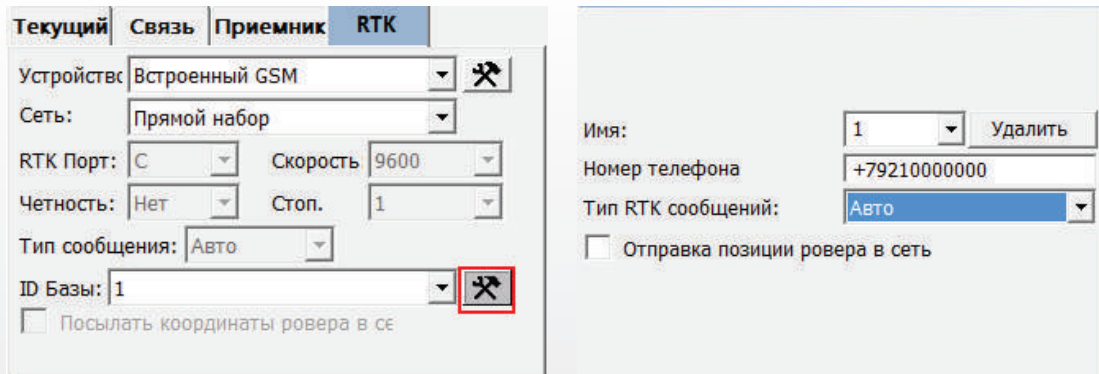 Текущий Связь Приемник RTK
Устройство Встроенный GSM
Сеть: Прямой набор
RTK Порт: C Скорость 9600
Четность: Нет Стоп. 1
Тип сообщения: Авто
ID Базы: 1
Посылать координаты ровера в се
Имя: 1 Удалить
Номер телефона +79210000000
Тип RTK сообщений: Авто
Отправка позиции ровера в сеть